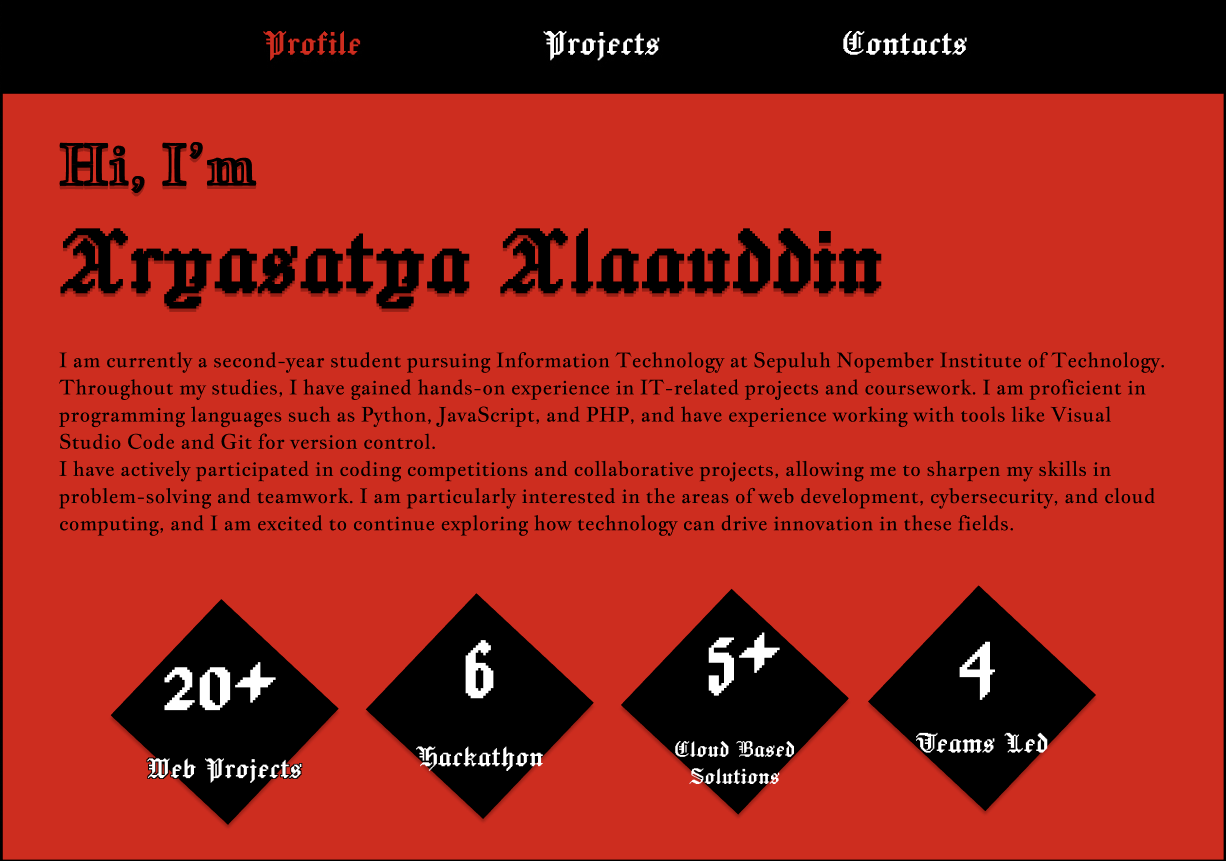 Profile Projects Contacts
Hi, I'm
Aryasatya Alaauddin
I am currently a second-year student pursuing Information Technology at Sepuluh Nopember Institute of Technology.
Throughout my studies, I have gained hands-on experience in IT-related projects and coursework. I am proficient in
programming languages such as Python, JavaScript, and PHP, and have experience working with tools like Visual
Studio Code and Git for version control.
I have actively participated in coding competitions and collaborative projects, allowing me to sharpen my skills in
problem-solving and teamwork. I am particularly interested in the areas of web development, cybersecurity, and cloud
computing, and I am excited to continue exploring how technology can drive innovation in these fields.
20+
Web Projects
6
Hackathon
5+
Cloud Based
Solutions
4
Teams Led